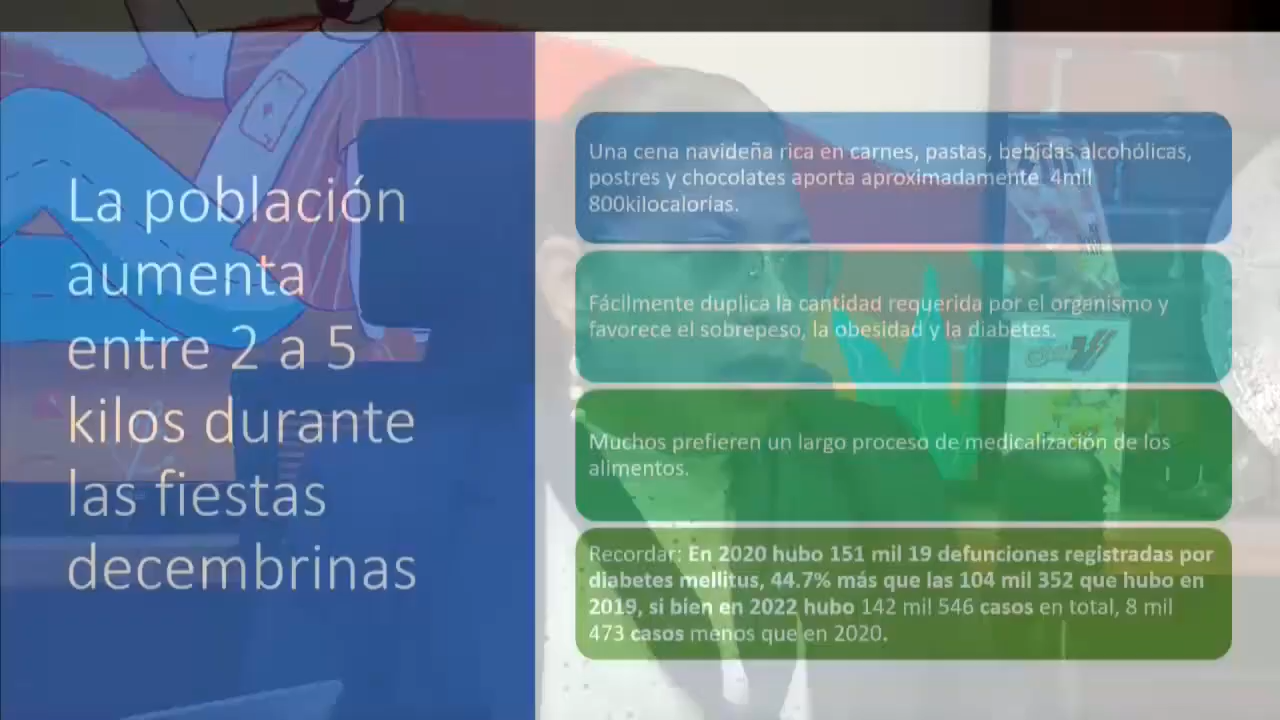 La población
aumenta
entre 2 a 5
kilos durante
las fiestas
decembrinas
Una cena navideña rica en carnes, pastas, bebidas alcohólicas,
postres y chocolates aporta aproximadamente 4mil
800kilocalorías.
Fácilmente duplica la cantidad requerida por el organismo y
favorece el sobrepeso, la obesidad y la diabetes.
Muchos prefieren un largo proceso de medicalización de los
alimentos.
Recordar: En 2020 hubo 151 mil 19 defunciones registradas por
diabetes mellitus, 44.7% más que las 104 mil 352 que hubo en
2019, si bien en 2022 hubo 142 mil 546 casos en total, 8 mil
473 casos menos que en 2020.